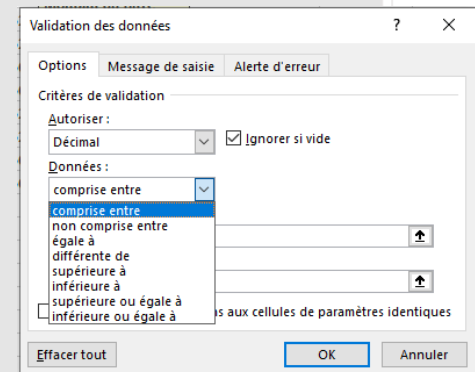 Validation des données ? ×
Options Message de saisie Alerte d'erreur
Critères de validation
Autoriser :
Décimal Ignorer si vide
Données :
comprise entre
comprise entre
non comprise entre
égale à
différente de
supérieure à
inférieure à
supérieure ou égale à
inférieure ou égale à
aux cellules de paramètres identiques
Effacer tout OK Annuler